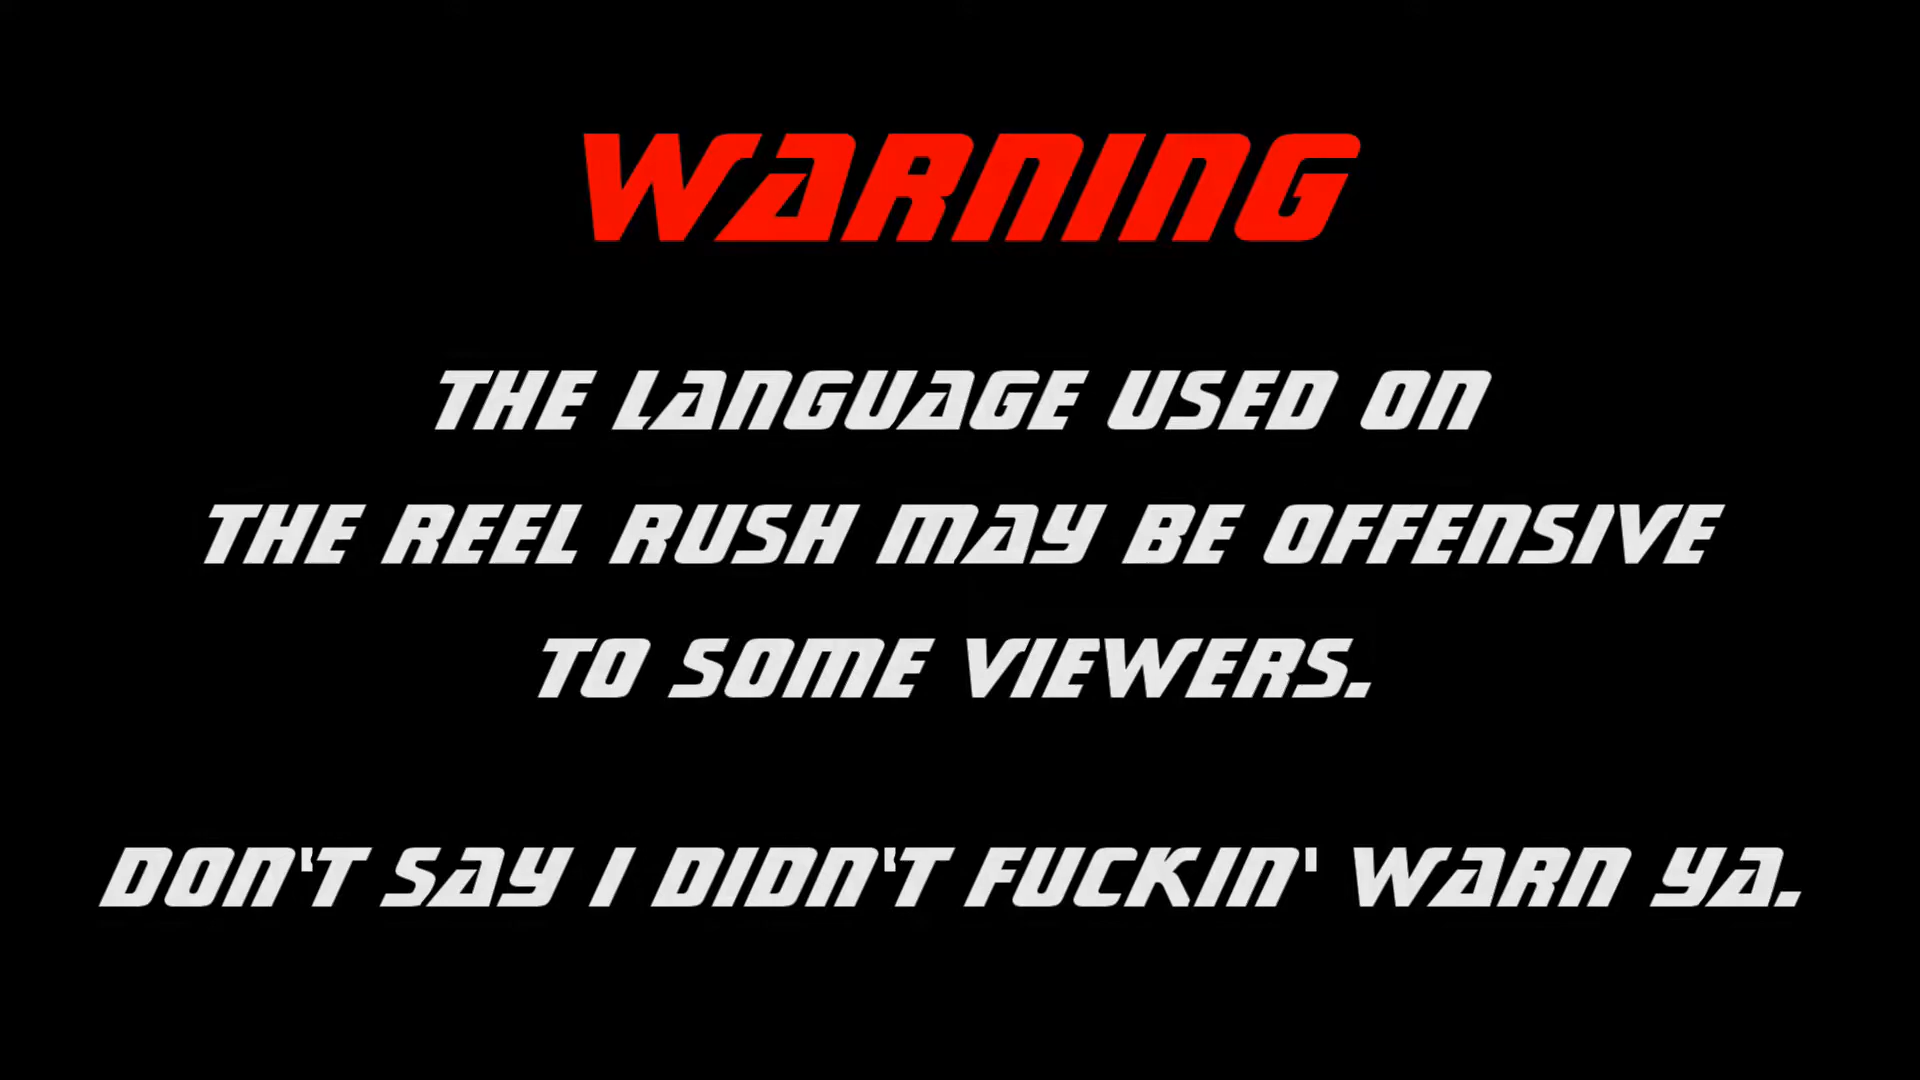 WARNING
THE LANGUAGE USED ON
THE REEL RUSH MAY BE OFFENSIVE
TO SOME VIEWERS.
DON'T SAY I DIDN'T FUCKIN' WARN YA.